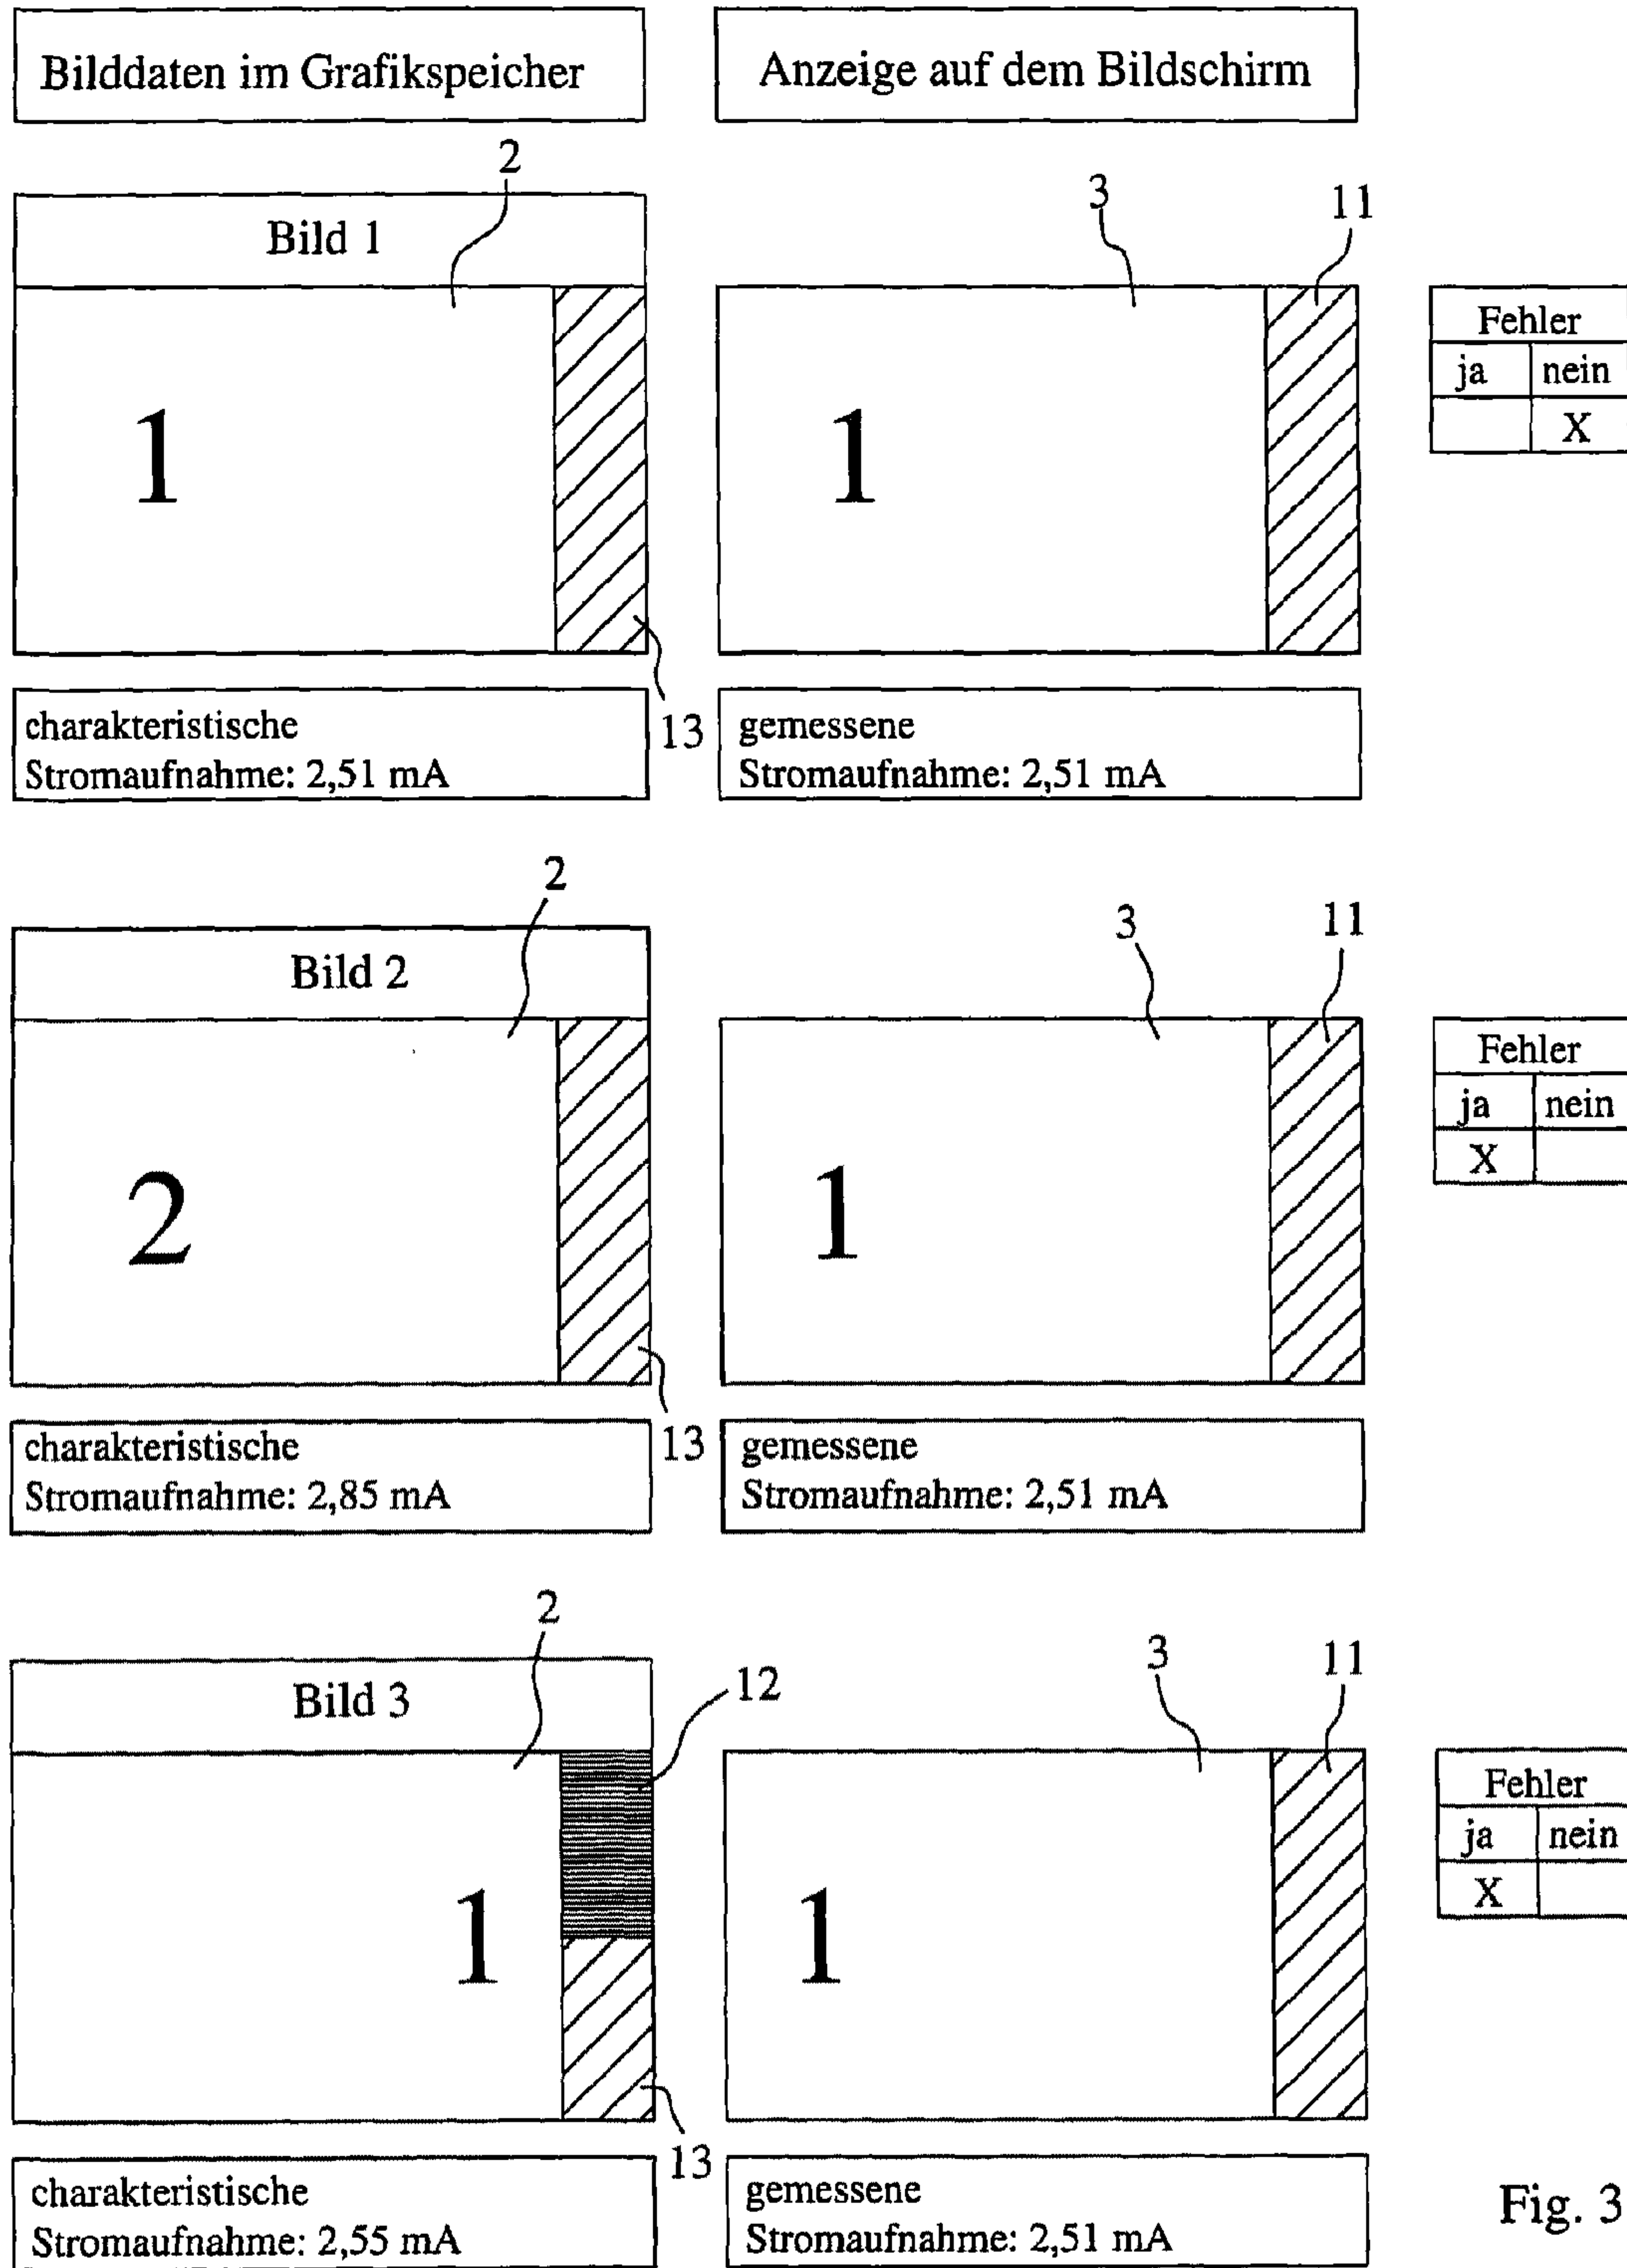 Bilddaten im Grafikspeicher
Anzeige auf dem Bildschirm
2
3
11
Bild 1
1
1
Fehler
ja nein
X
13
charakteristische
Stromaufnahme: 2,51 mA
gemessene
Stromaufnahme: 2,51 mA
2
3
11
Bild 2
2
1
Fehler
ja nein
X
13
charakteristische
Stromaufnahme: 2,85 mA
gemessene
Stromaufnahme: 2,51 mA
2
12
3
11
Bild 3
1
1
Fehler
ja nein
X
13
charakteristische
Stromaufnahme: 2,55 mA
gemessene
Stromaufnahme: 2,51 mA
Fig. 3